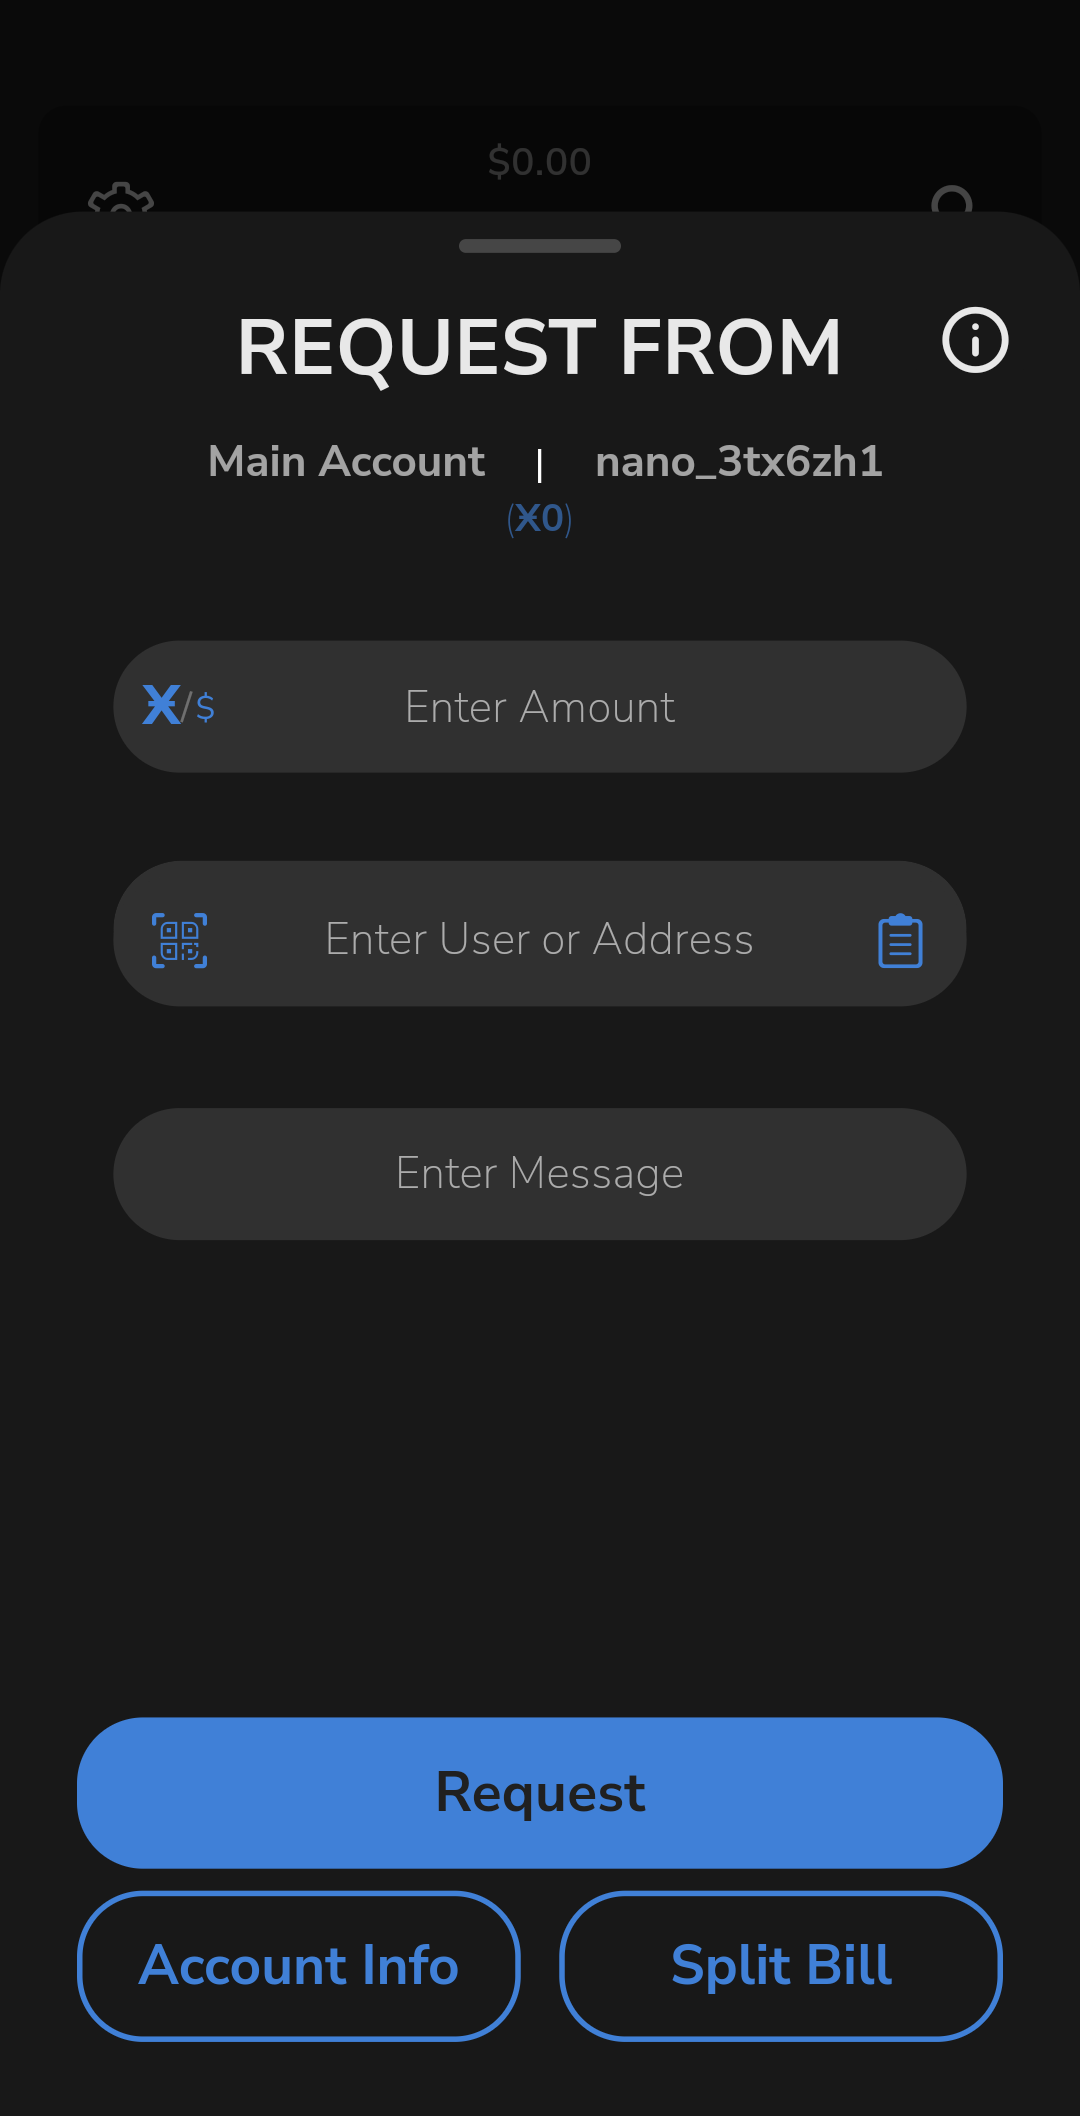 $0.00
REQUEST FROM
Main Account | nano_3tx6zh1
(Ӿ0)
Ӿ/$ Enter Amount
Enter User or Address
Enter Message
Request
Account Info Split Bill